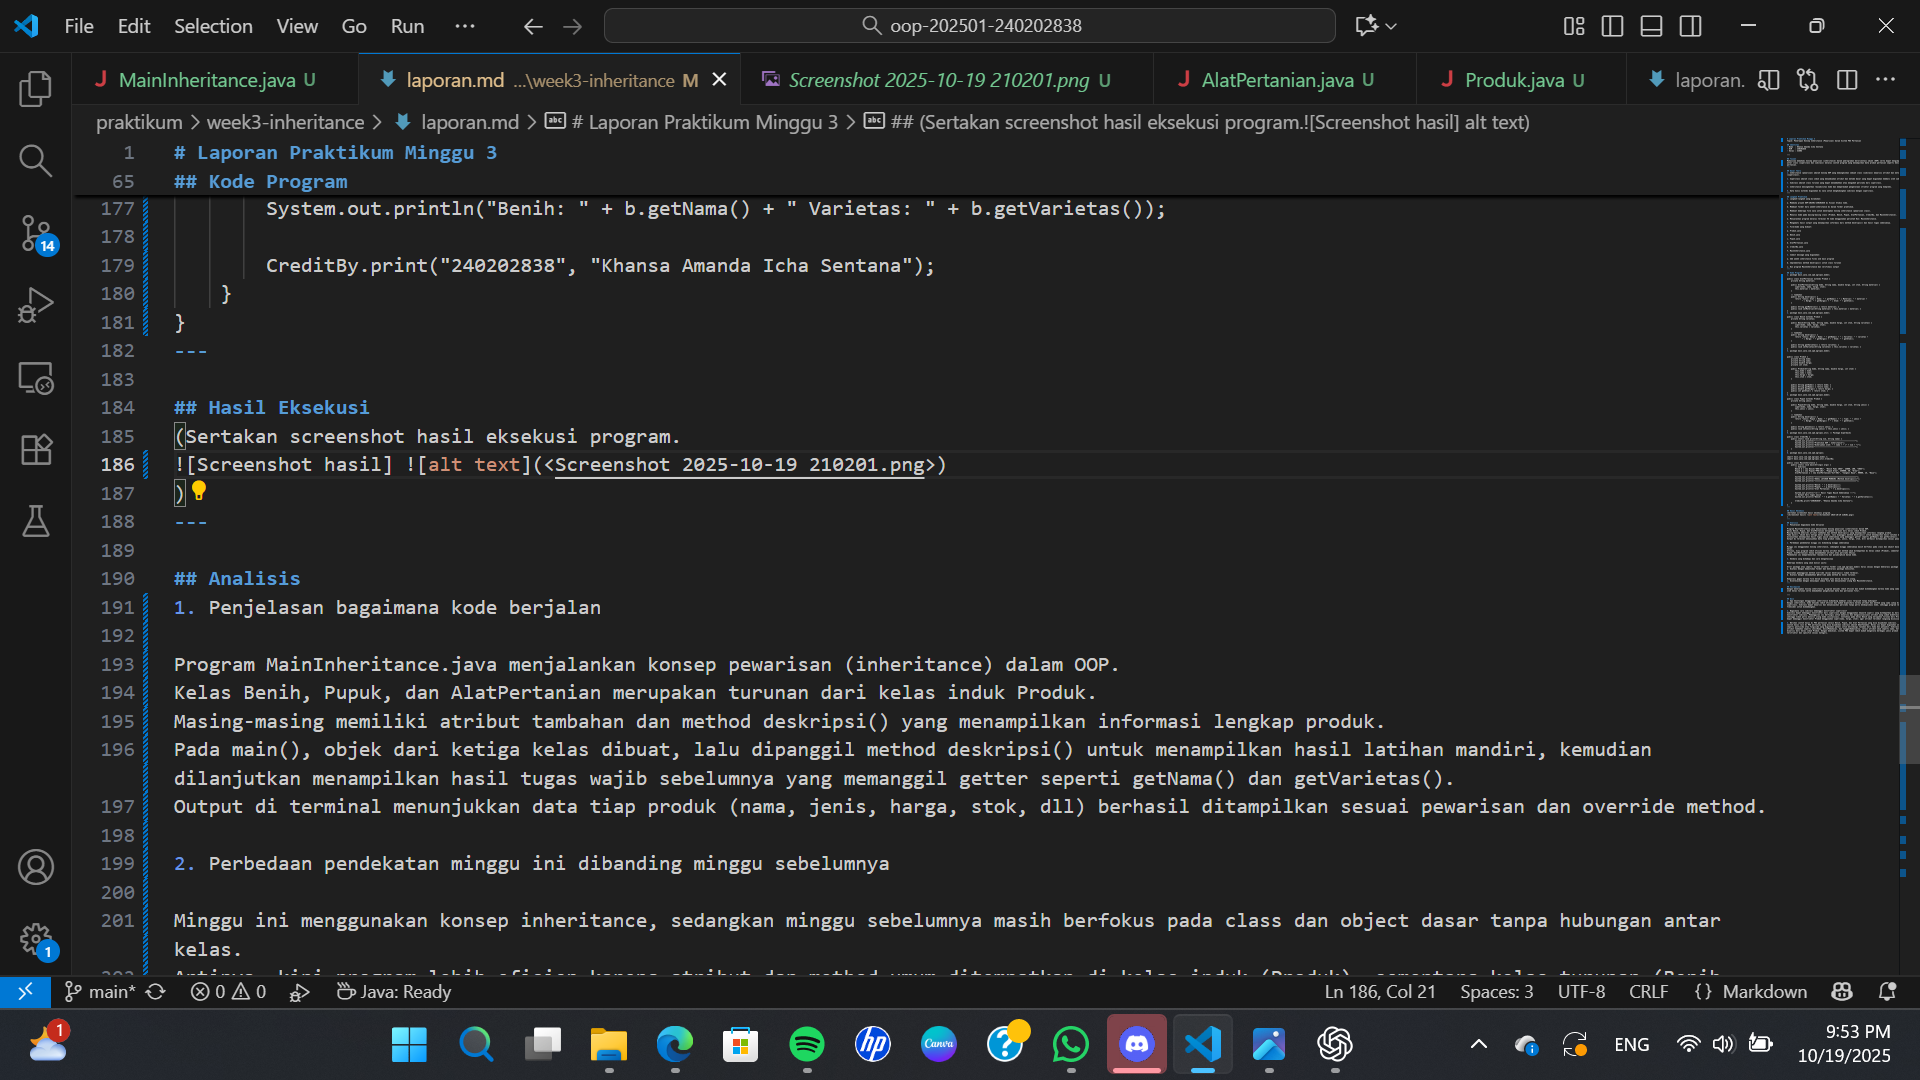 File Edit Selection View Go Run ··· oop-202501-240202838
MainInheritance.java U laporan.md ...\week3-inheritance M Screenshot 2025-10-19 210201.png U AlatPertanian.java U Produk.java U laporan.
praktikum > week3-inheritance > laporan.md > # Laporan Praktikum Minggu 3 > ## (Sertakan screenshot hasil eksekusi program.![Screenshot hasil] alt text)
1 # Laporan Praktikum Minggu 3
65 ## Kode Program
177 System.out.println("Benih: " + b.getNama() + " Varietas: " + b.getVarietas());
178
179 CreditBy.print("240202838", "Khansa Amanda Icha Sentana");
180 }
181 }
182 ---
183
184 ## Hasil Eksekusi
185 (Sertakan screenshot hasil eksekusi program.
186 ![Screenshot hasil] ![alt text](<Screenshot 2025-10-19 210201.png>)
187 )
188 ---
189
190 ## Analisis
191 1. Penjelasan bagaimana kode berjalan
192
193 Program MainInheritance.java menjalankan konsep pewarisan (inheritance) dalam OOP.
194 Kelas Benih, Pupuk, dan AlatPertanian merupakan turunan dari kelas induk Produk.
195 Masing-masing memiliki atribut tambahan dan method deskripsi() yang menampilkan informasi lengkap produk.
196 Pada main(), objek dari ketiga kelas dibuat, lalu dipanggil method deskripsi() untuk menampilkan hasil latihan mandiri, kemudian
dilanjutkan menampilkan hasil tugas wajib sebelumnya yang memanggil getter seperti getNama() dan getVarietas().
197 Output di terminal menunjukkan data tiap produk (nama, jenis, harga, stok, dll) berhasil ditampilkan sesuai pewarisan dan override method.
198
199 2. Perbedaan pendekatan minggu ini dibanding minggu sebelumnya
200
201 Minggu ini menggunakan konsep inheritance, sedangkan minggu sebelumnya masih berfokus pada class dan object dasar tanpa hubungan antar
kelas.
14
1
main* 0 0 Java: Ready Ln 186, Col 21 Spaces: 3 UTF-8 CRLF {} Markdown
1 hp Canva ENG 9:53 PM
10/19/2025